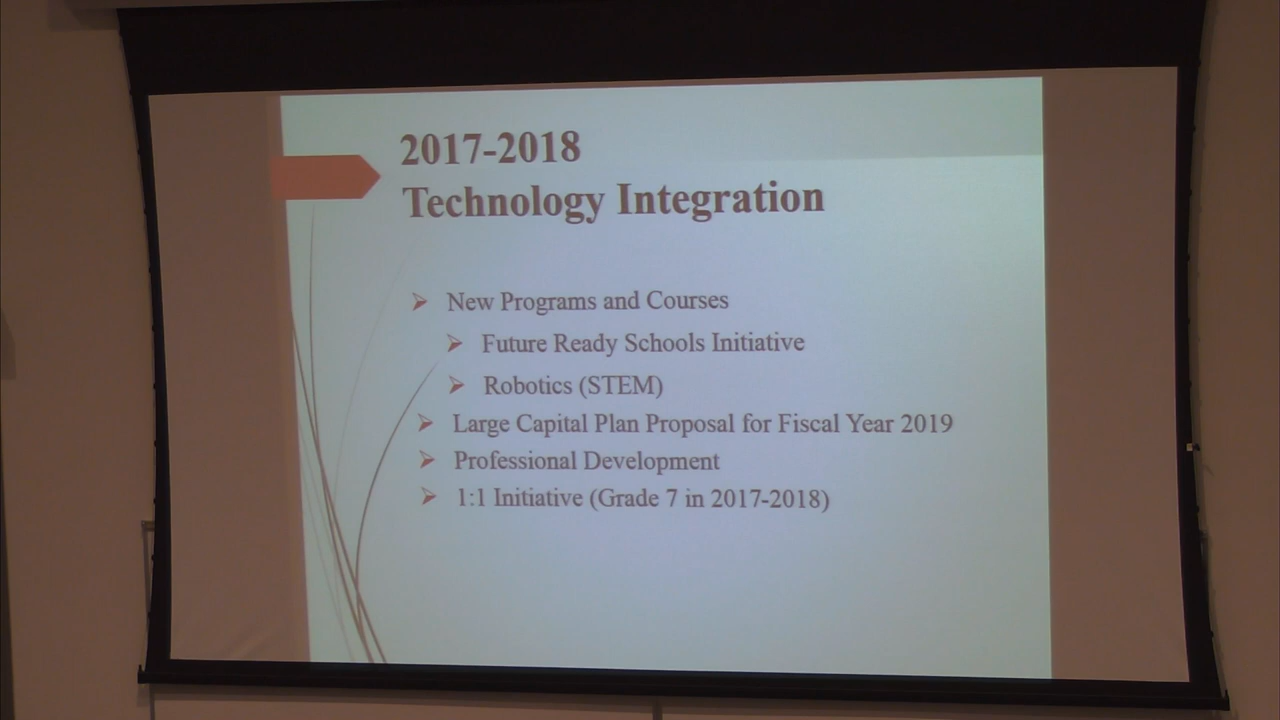 2017-2018
Technology Integration
New Programs and Courses
Future Ready Schools Initiative
Robotics (STEM)
Large Capital Plan Proposal for Fiscal Year 2019
Professional Development
1:1 Initiative (Grade 7 in 2017-2018)